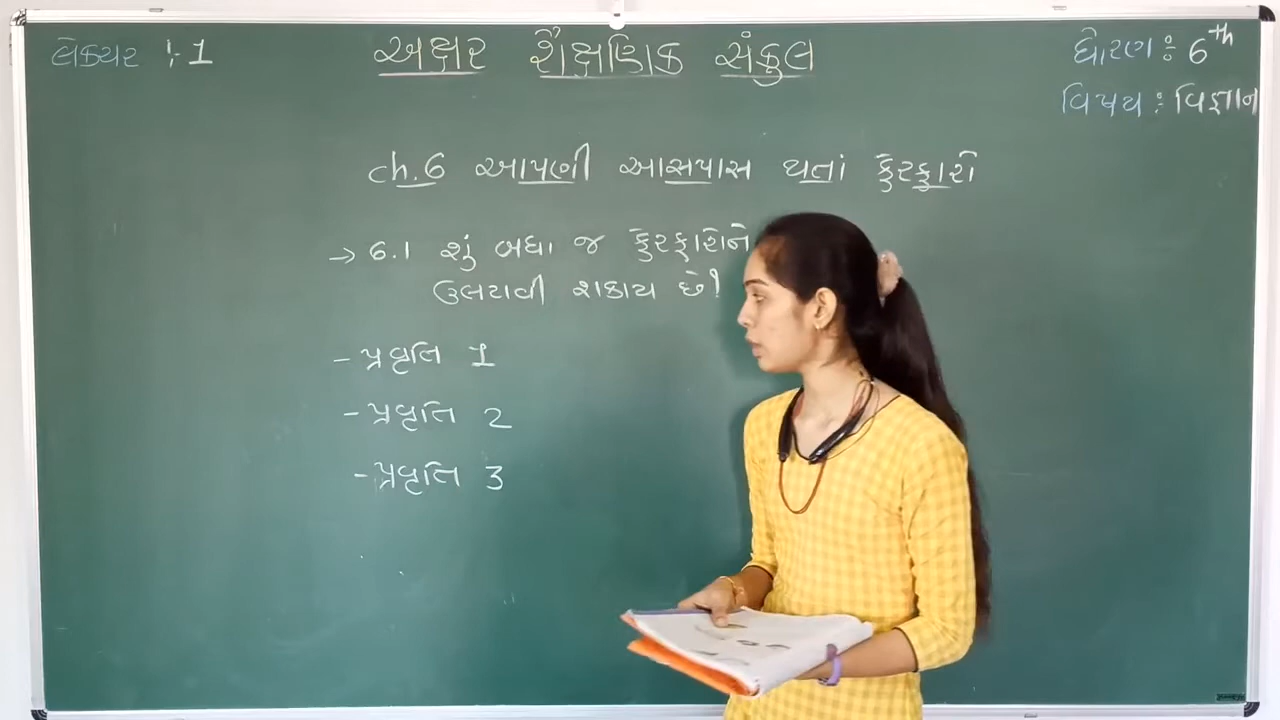 લેકચર : 1
અક્ષર શૈક્ષણિક સંકુલ
ધોરણ : 6th
વિષય : વિજ્ઞાન
ch.6 આપણી આસપાસ થતાં ફેરફારો
→ 6.1 શું બધા જ ફેરફારોને
ઉલટાવી શકાય છે!
- પ્રવૃતિ 1
- પ્રવૃતિ 2
- પ્રવૃતિ 3